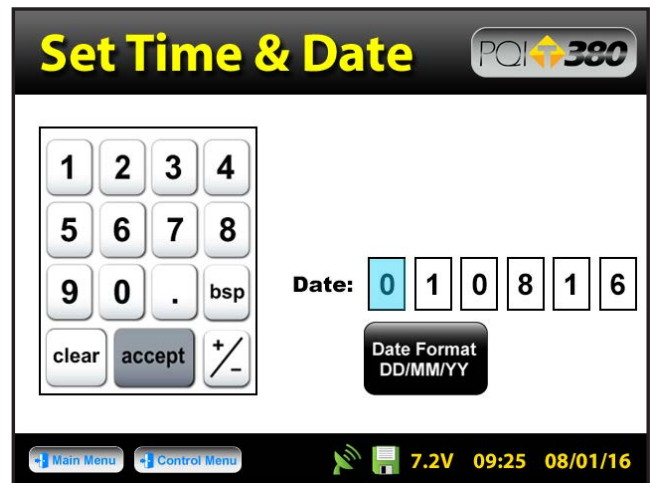 Set Time & Date
PQI T 380
1 2 3 4
5 6 7 8
9 0 . bsp
clear accept +/-
Date: 0 1 0 8 1 6
Date Format
DD/MM/YY
Main Menu Control Menu 7.2V 09:25 08/01/16